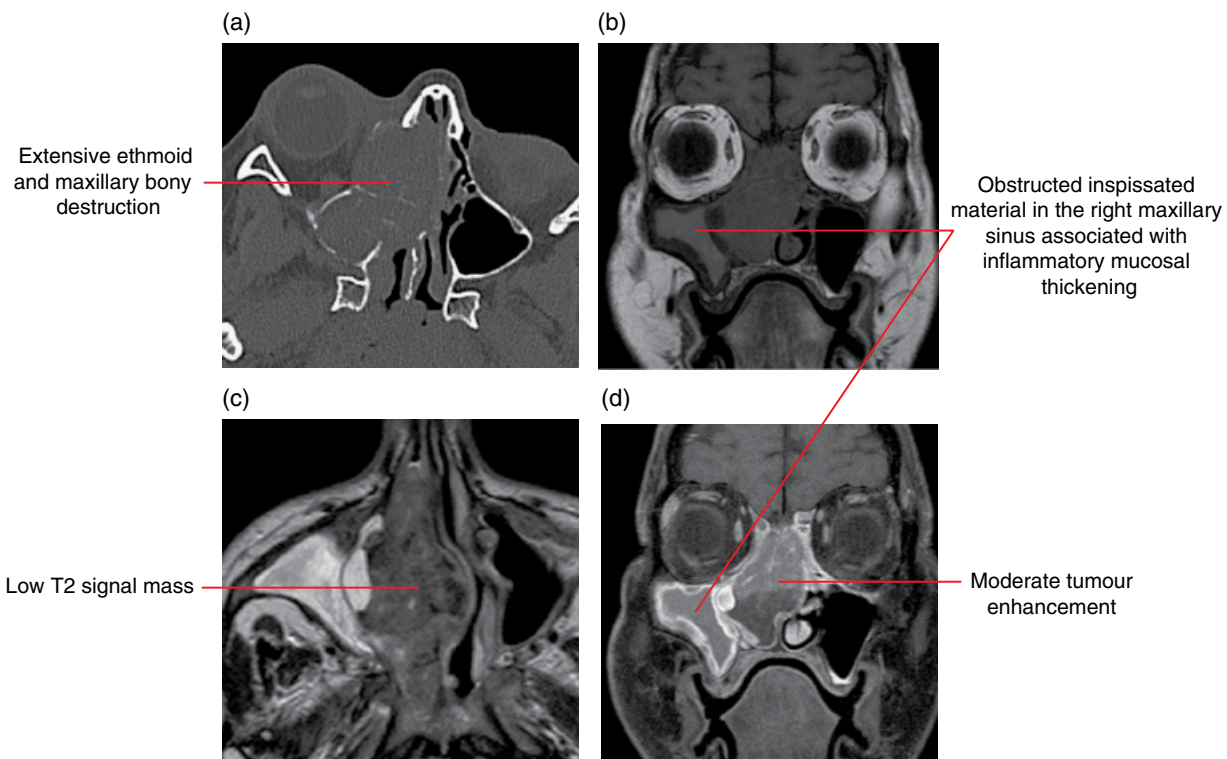 (a)
(b)
Extensive ethmoid
and maxillary bony
destruction
Obstructed inspissated
material in the right maxillary
sinus associated with
inflammatory mucosal
thickening
(c)
(d)
Low T2 signal mass
Moderate tumour
enhancement